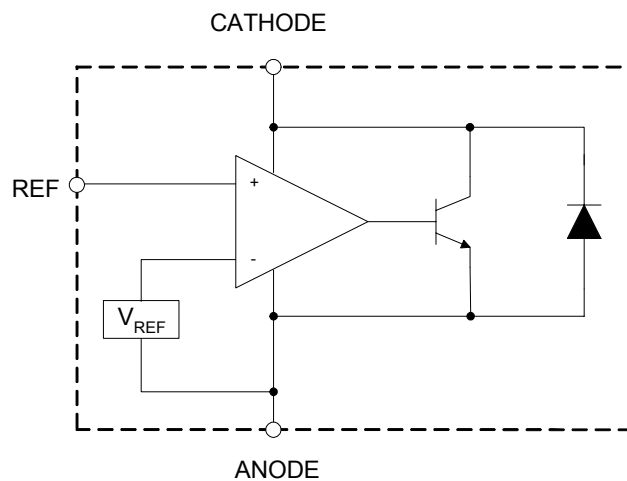 CATHODE
REF
+
-
VREF
ANODE